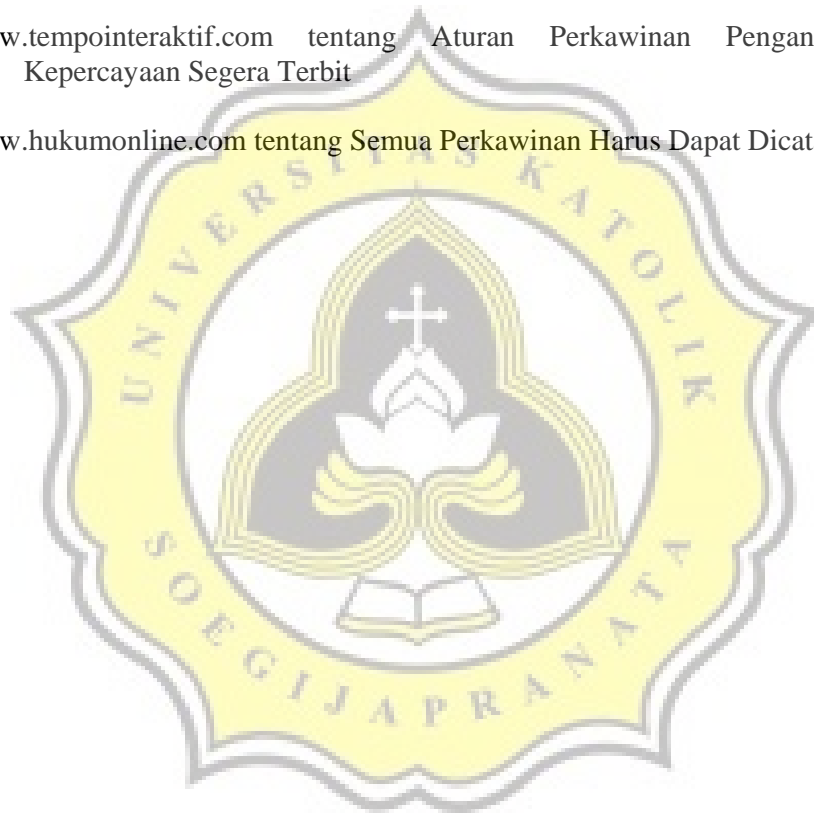 w.tempointeraktif.com tentang Aturan Perkawinan Pengan
Kepercayaan Segera Terbit
w.hukumonline.com tentang Semua Perkawinan Harus Dapat Dicat
UNIVERSITAS KATOLIK
SOEGIJAPRANATA